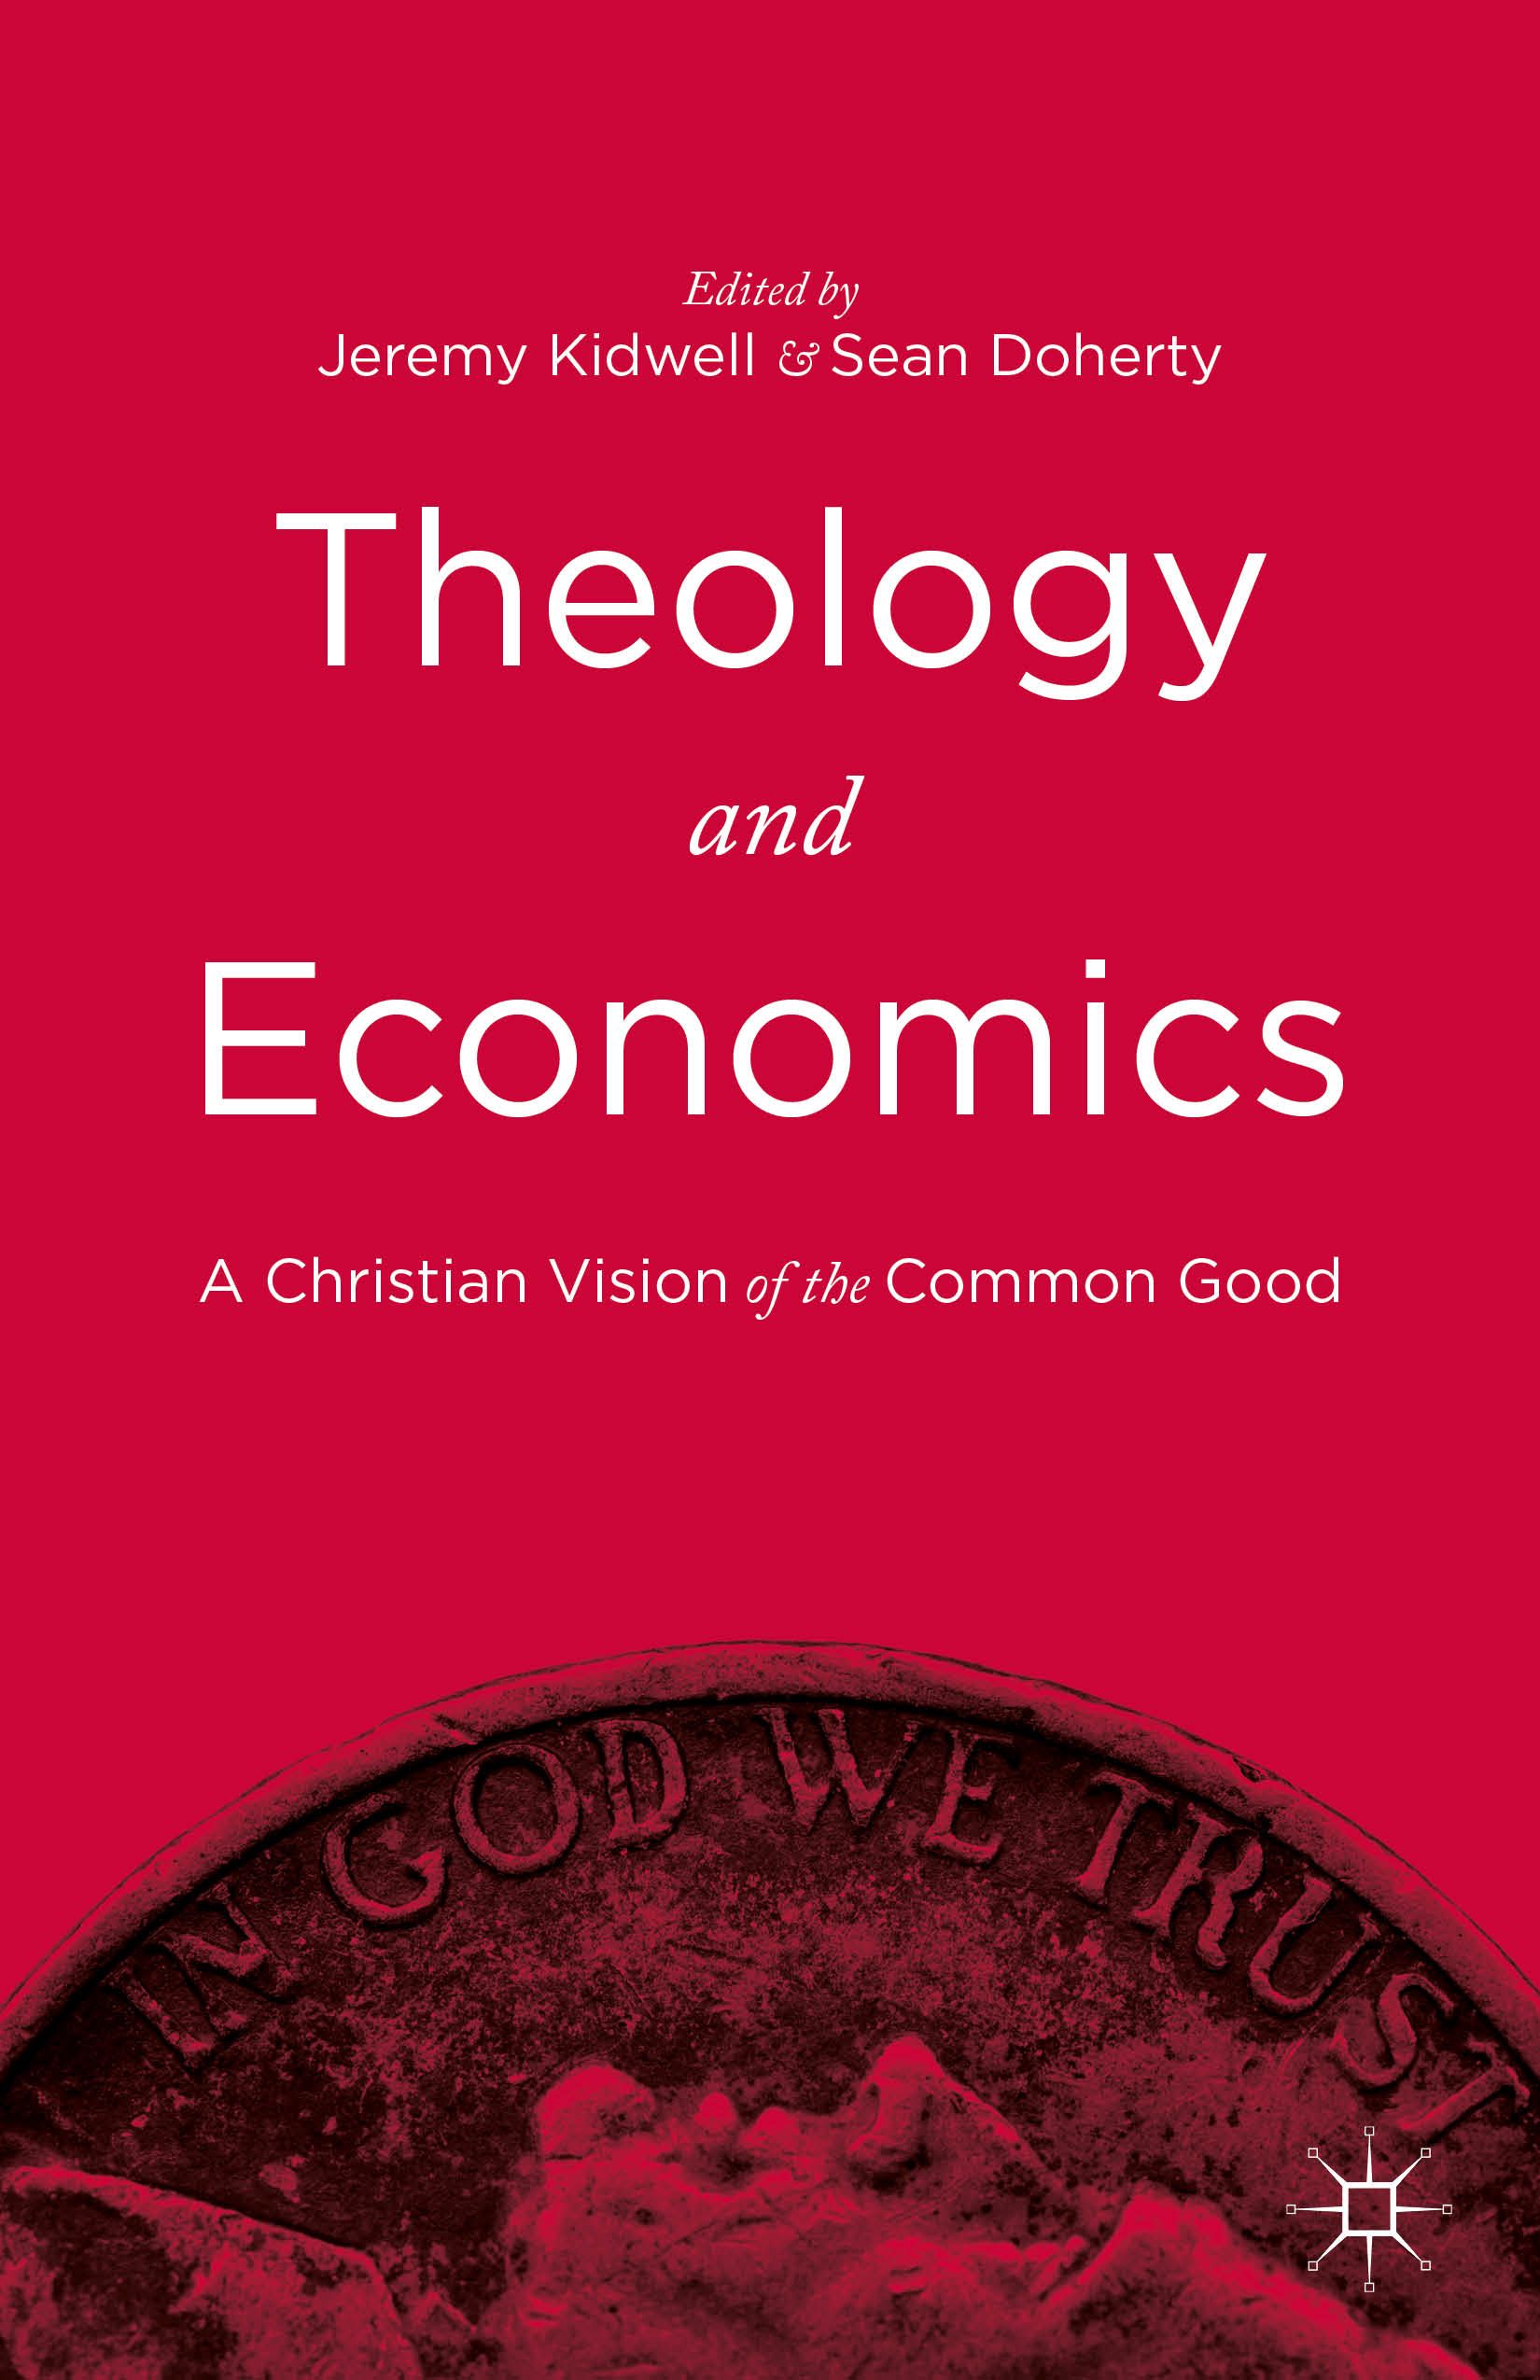 Edited by
Jeremy Kidwell & Sean Doherty
Theology
and
Economics
A Christian Vision of the Common Good
IN GOD WE TRUST